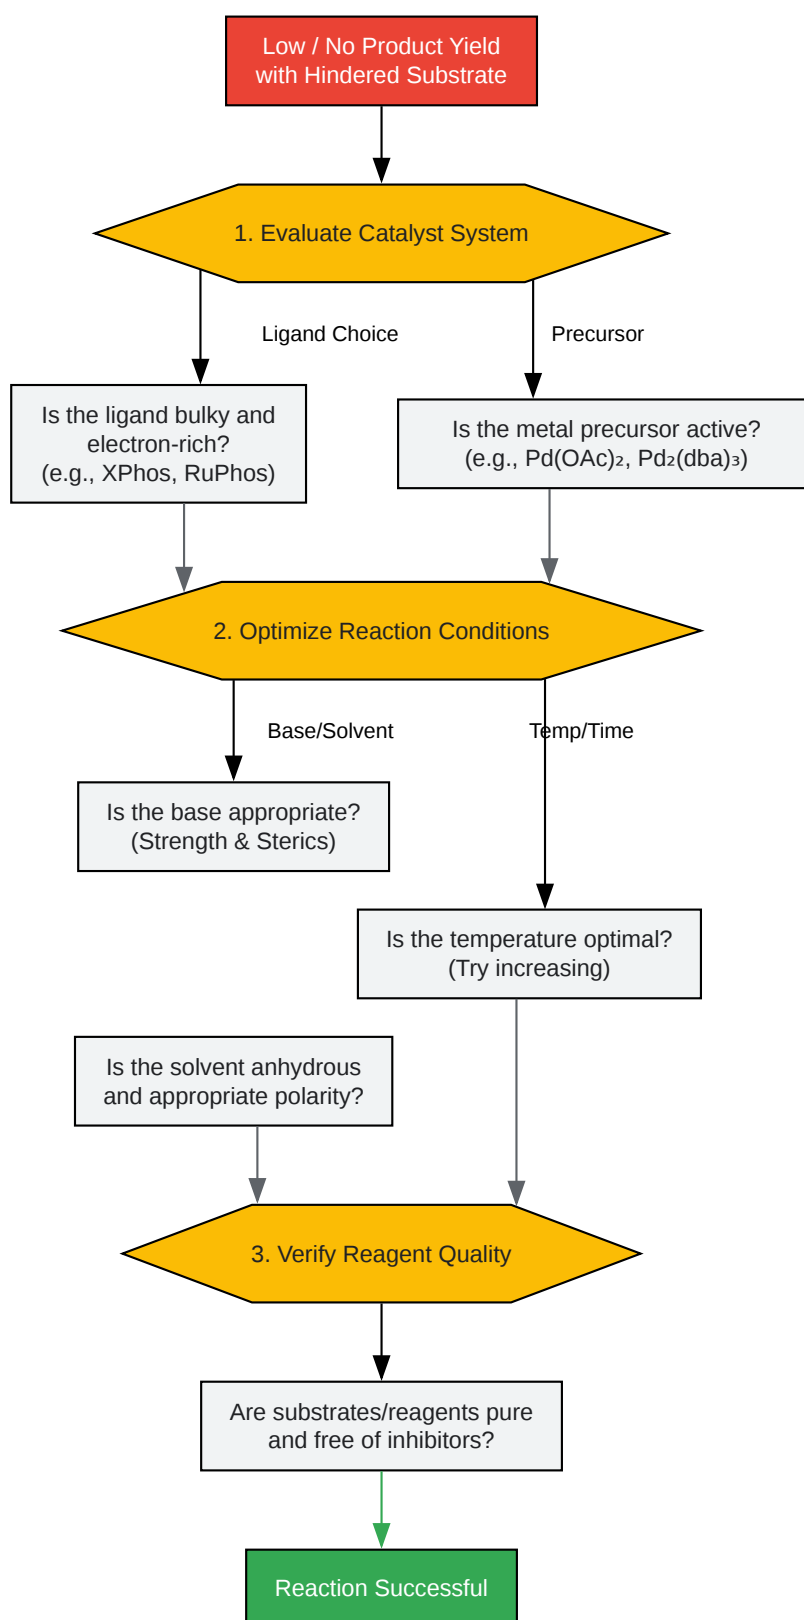 Low / No Product Yield
with Hindered Substrate
1. Evaluate Catalyst System
Ligand Choice
Precursor
Is the ligand bulky and
electron-rich?
(e.g., XPhos, RuPhos)
Is the metal precursor active?
(e.g., Pd(OAc)₂, Pd₂(dba)₃)
2. Optimize Reaction Conditions
Base/Solvent
Temp/Time
Is the base appropriate?
(Strength & Sterics)
Is the temperature optimal?
(Try increasing)
Is the solvent anhydrous
and appropriate polarity?
3. Verify Reagent Quality
Are substrates/reagents pure
and free of inhibitors?
Reaction Successful